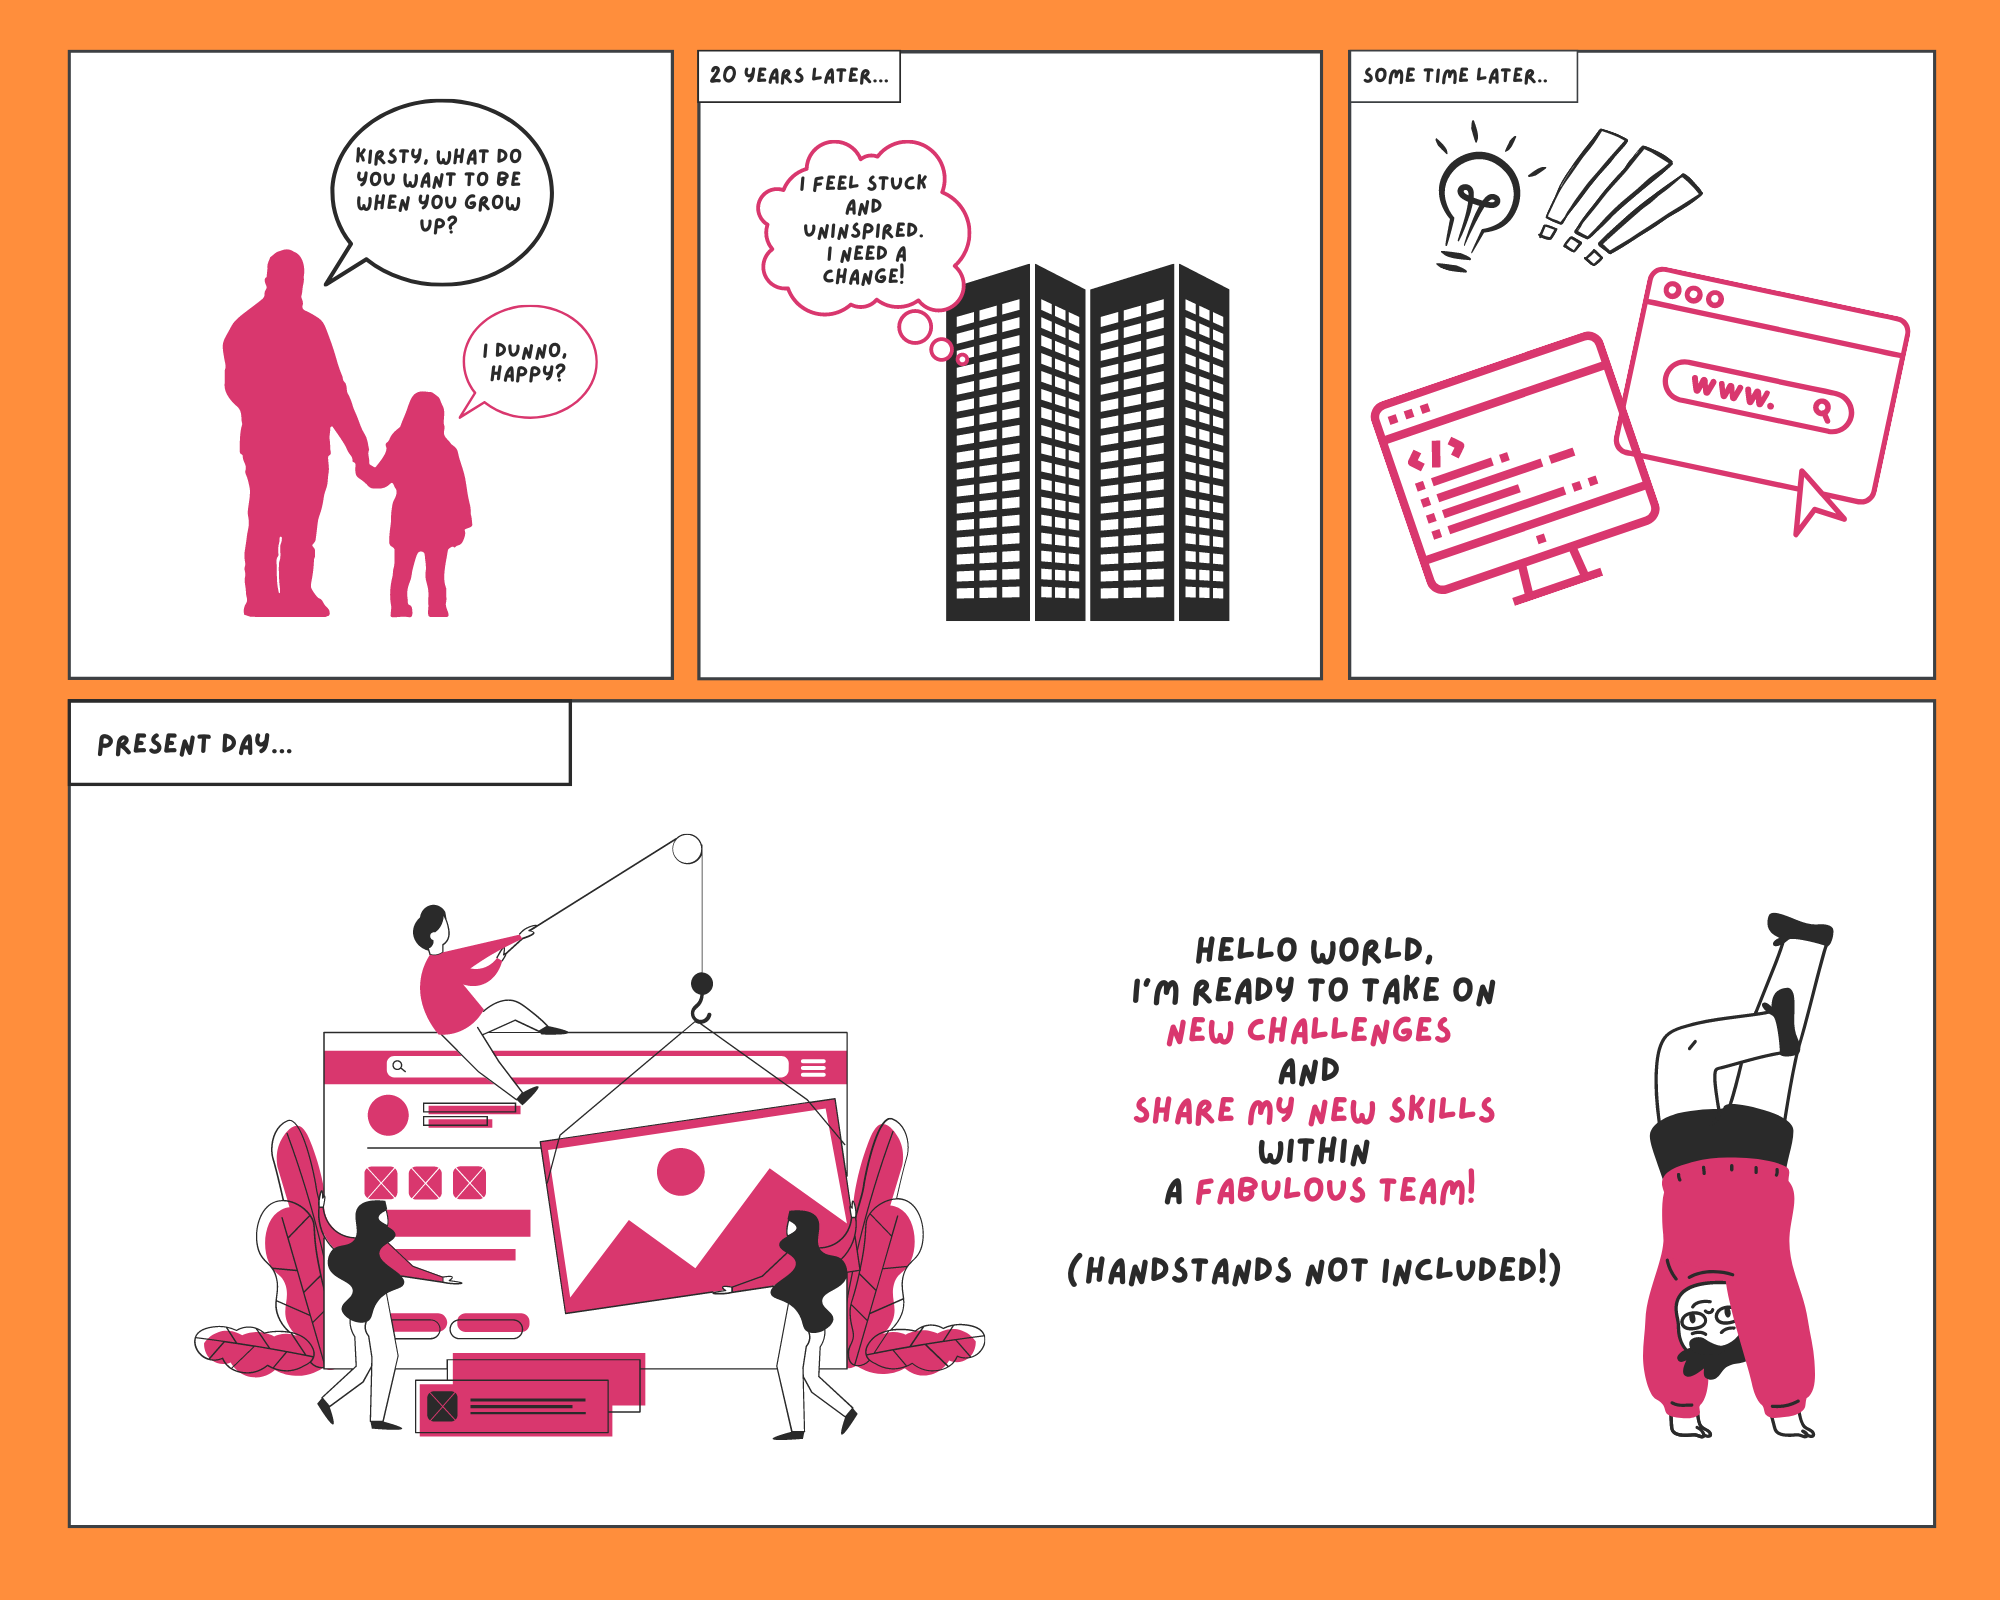 KIRSTY, WHAT DO
YOU WANT TO BE
WHEN YOU GROW
UP?
I DUNNO,
HAPPY?
20 YEARS LATER...
I FEEL STUCK
AND
UNINSPIRED.
I NEED A
CHANGE!
SOME TIME LATER..
WWW.
</>
PRESENT DAY...
HELLO WORLD,
I'M READY TO TAKE ON
NEW CHALLENGES
AND
SHARE MY NEW SKILLS
WITHIN
A FABULOUS TEAM!
(HANDSTANDS NOT INCLUDED!)